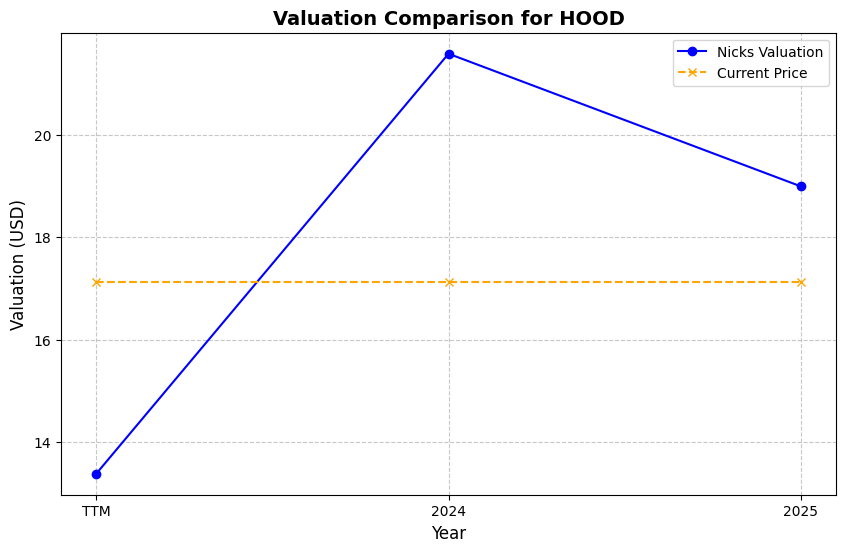 Valuation Comparison for HOOD
Nicks Valuation
Current Price
Valuation (USD)
20
18
16
14
TTM
2024
2025
Year